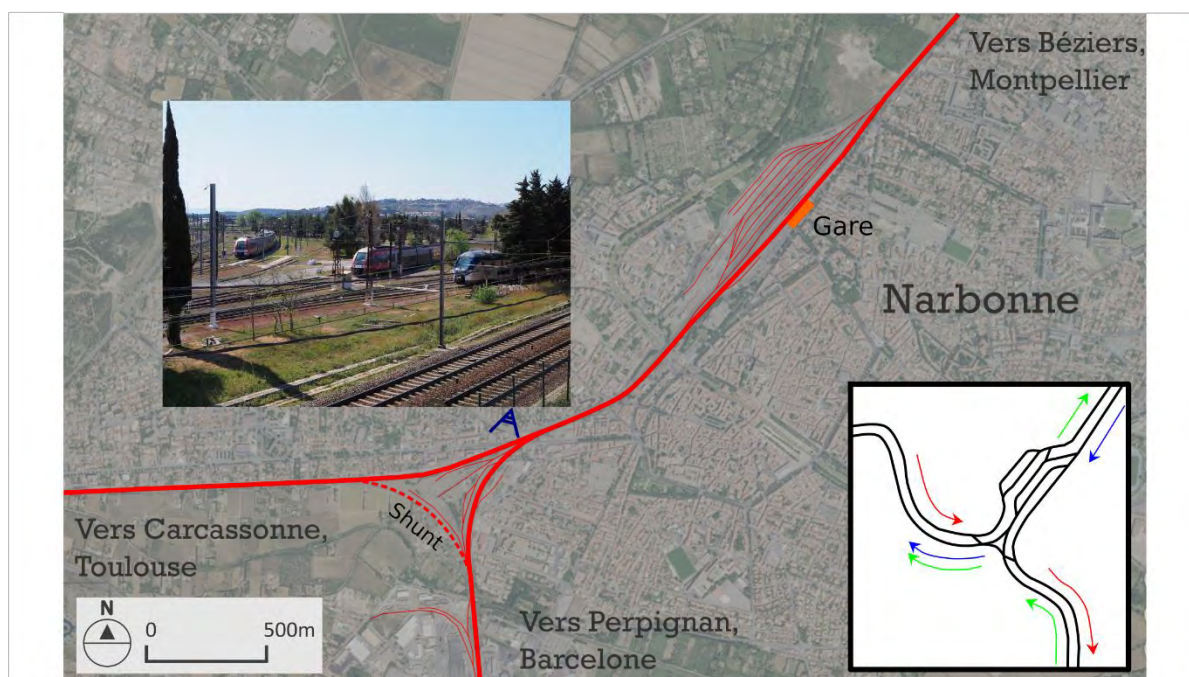 Vers Béziers,
Montpellier
Gare
Narbonne
Shunt
Vers Carcassonne,
Toulouse
N
0 500m
Vers Perpignan,
Barcelone